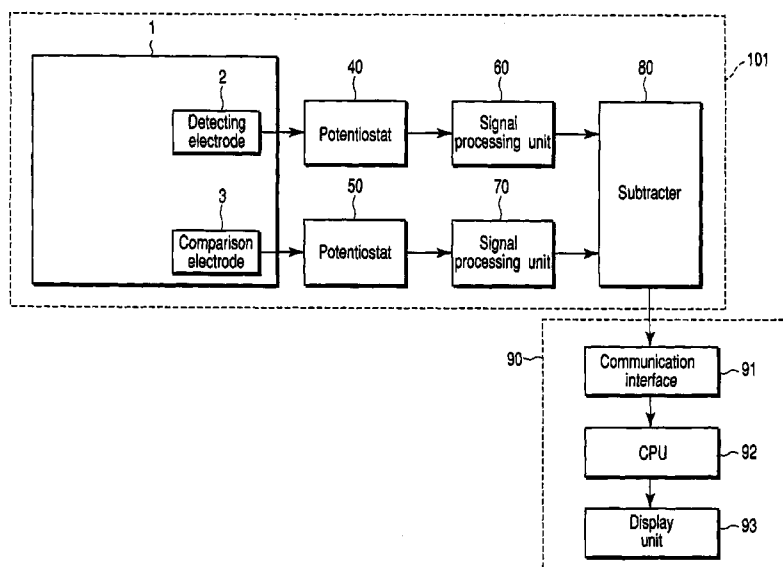 1
101
2
Detecting
electrode
40
Potentiostat
60
Signal
processing unit
80
Subtracter
3
Comparison
electrode
50
Potentiostat
70
Signal
processing unit
90
Communication
interface
91
CPU
92
Display
unit
93